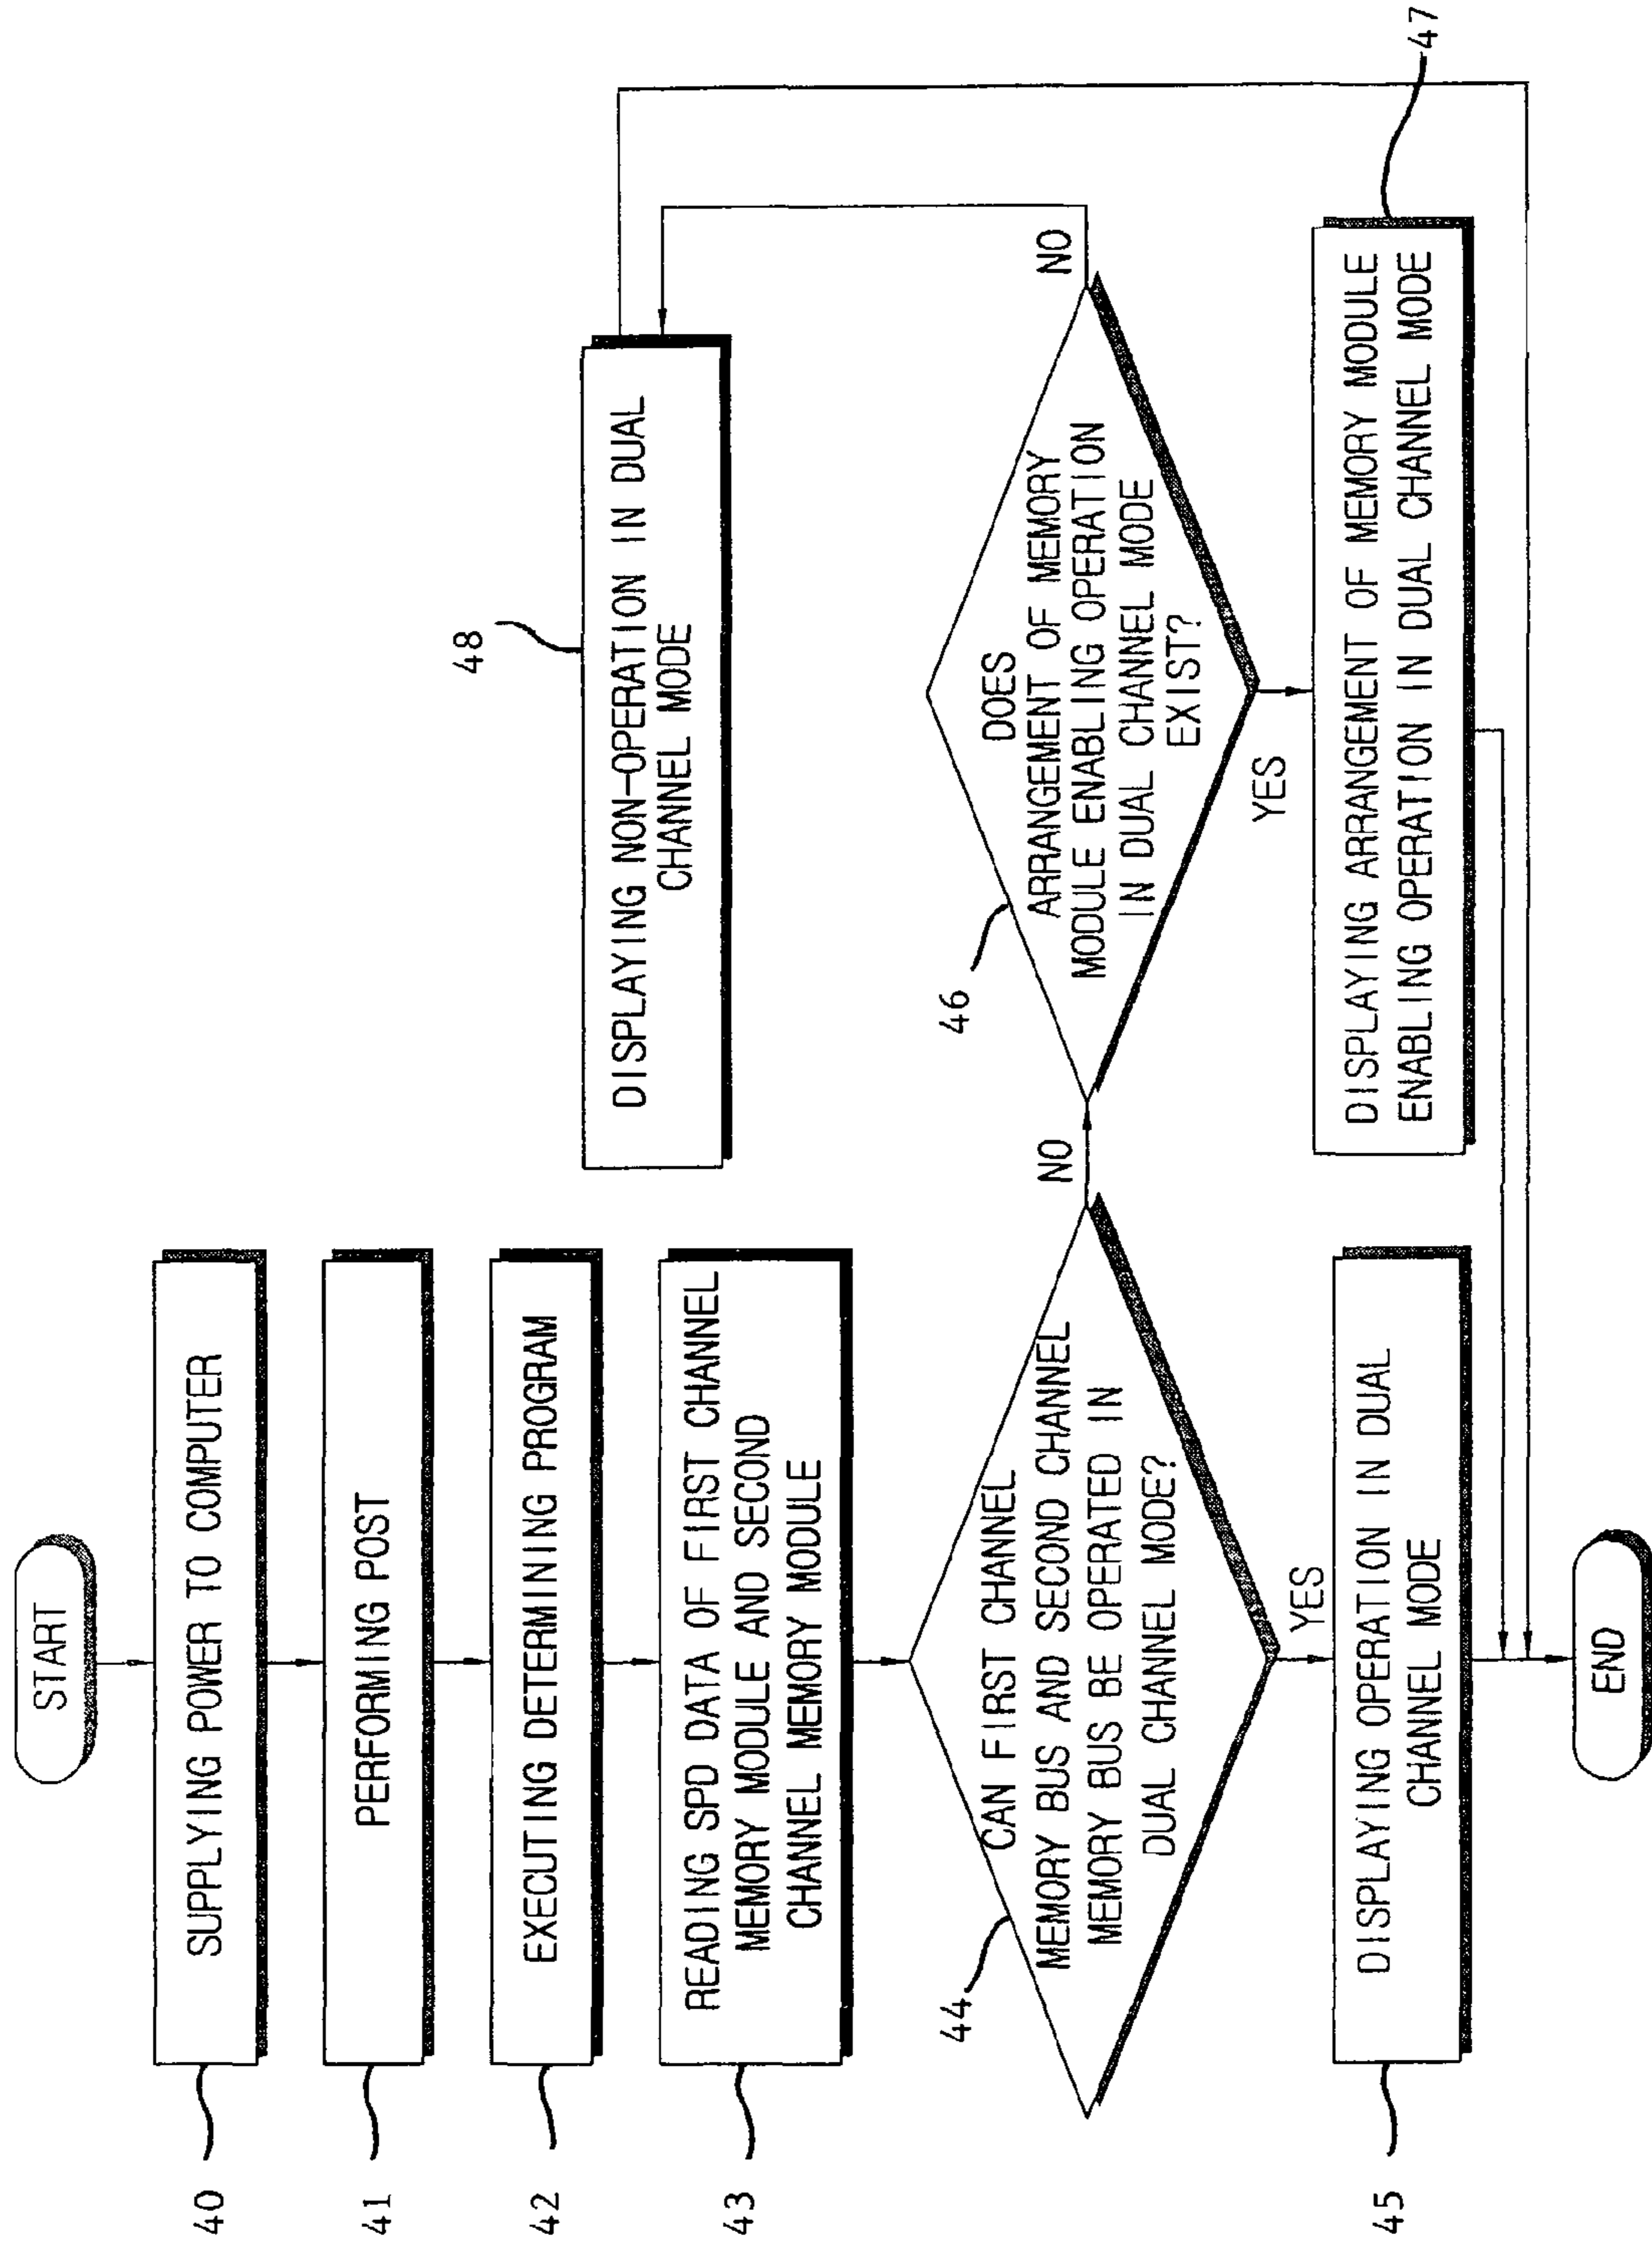 START
40
SUPPLYING POWER TO COMPUTER
41
PERFORMING POST
42
EXECUTING DETERMINING PROGRAM
43
READING SPD DATA OF FIRST CHANNEL
MEMORY MODULE AND SECOND
CHANNEL MEMORY MODULE
44
CAN FIRST CHANNEL
MEMORY BUS AND SECOND CHANNEL
MEMORY BUS BE OPERATED IN
DUAL CHANNEL MODE?
NO
YES
45
DISPLAYING OPERATION IN DUAL
CHANNEL MODE
46
DOES
ARRANGEMENT OF MEMORY
MODULE ENABLING OPERATION
IN DUAL CHANNEL MODE
EXIST?
NO
YES
47
DISPLAYING ARRANGEMENT OF MEMORY MODULE
ENABLING OPERATION IN DUAL CHANNEL MODE
48
DISPLAYING NON-OPERATION IN DUAL
CHANNEL MODE
END